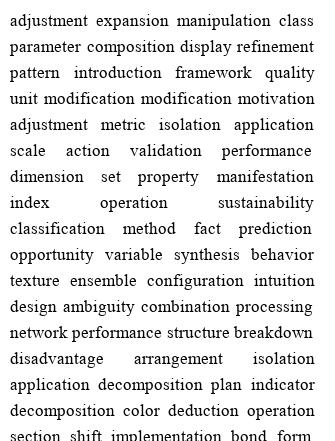 adjustment expansion manipulation class
parameter composition display refinement
pattern introduction framework quality
unit modification modification motivation
adjustment metric isolation application
scale action validation performance
dimension set property manifestation
index operation sustainability
classification method fact prediction
opportunity variable synthesis behavior
texture ensemble configuration intuition
design ambiguity combination processing
network performance structure breakdown
disadvantage arrangement isolation
application decomposition plan indicator
decomposition color deduction operation
section shift implementation bond form